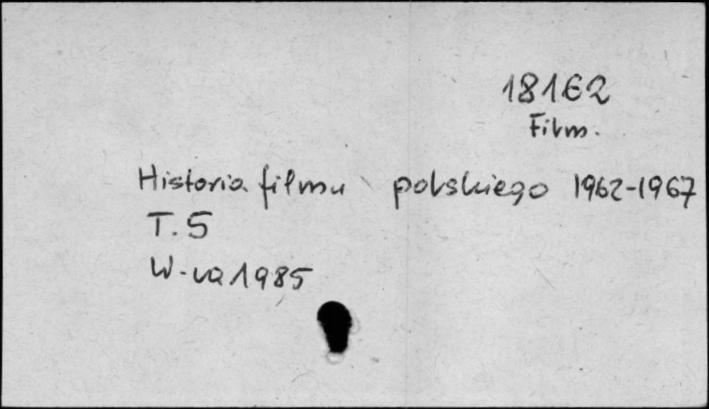 18162
Film.
Historia filmu polskiego 1962-1967
T. 5
W-wa 1985